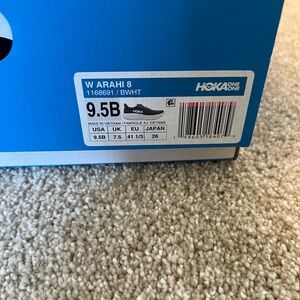 W ARAHI 8
1168691 / BWHT
HOKA ONE ONE
9.5B
MADE IN VIETNAM / FABRIQUÉ AU VIETNAM
USA UK EU JAPAN
9.5B 7.5 41 1/3 26